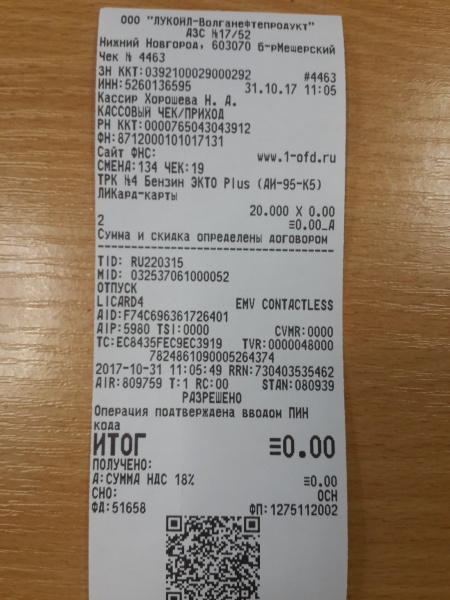 ООО "ЛУКОЙЛ-Волганефтепродукт"
АЗС №17/52
Нижний Новгород, 603070 б-рМещерский
Чек № 4463
ЗН ККТ:0392100029000292 #4463
ИНН:5260136595 31.10.17 11:05
Кассир Хорошева Н. А.
КАССОВЫЙ ЧЕК/ПРИХОД
РН ККТ:0000765043043912
ФН:8712000101017131
Сайт ФНС: www.1-ofd.ru
СМЕНА:134 ЧЕК:19
ТРК №4 Бензин ЭКТО Plus (АИ-95-К5)
ЛИКард-карты
20.000 X 0.00
2 ≡0.00_А
Сумма и скидка определены договором
TID: RU220315
MID: 032537061000052
ОТПУСК
LICARD4 EMV CONTACTLESS
AID:F74C696361726401
AIP:5980 TSI:0000 CVMR:0000
TC:EC8435FEC9EC3919 TVR:0000048000
7824861090005264374
2017-10-31 11:05:49 RRN:730403535462
AIR:809759 T:1 RC:00 STAN:080939
РАЗРЕШЕНО
Операция подтверждена вводом ПИН
кода
ИТОГ ≡0.00
ПОЛУЧЕНО:
А:СУММА НДС 18% ≡0.00
СНО: ОСН
ФД:51658 ФП:1275112002